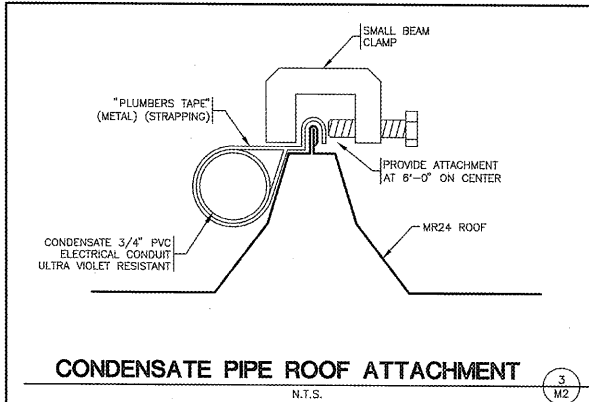 SMALL BEAM
CLAMP
"PLUMBERS TAPE"
(METAL) (STRAPPING)
PROVIDE ATTACHMENT
AT 6'-0" ON CENTER
MR24 ROOF
CONDENSATE 3/4" PVC
ELECTRICAL CONDUIT
ULTRA VIOLET RESISTANT
CONDENSATE PIPE ROOF ATTACHMENT
N.T.S.
3
M2